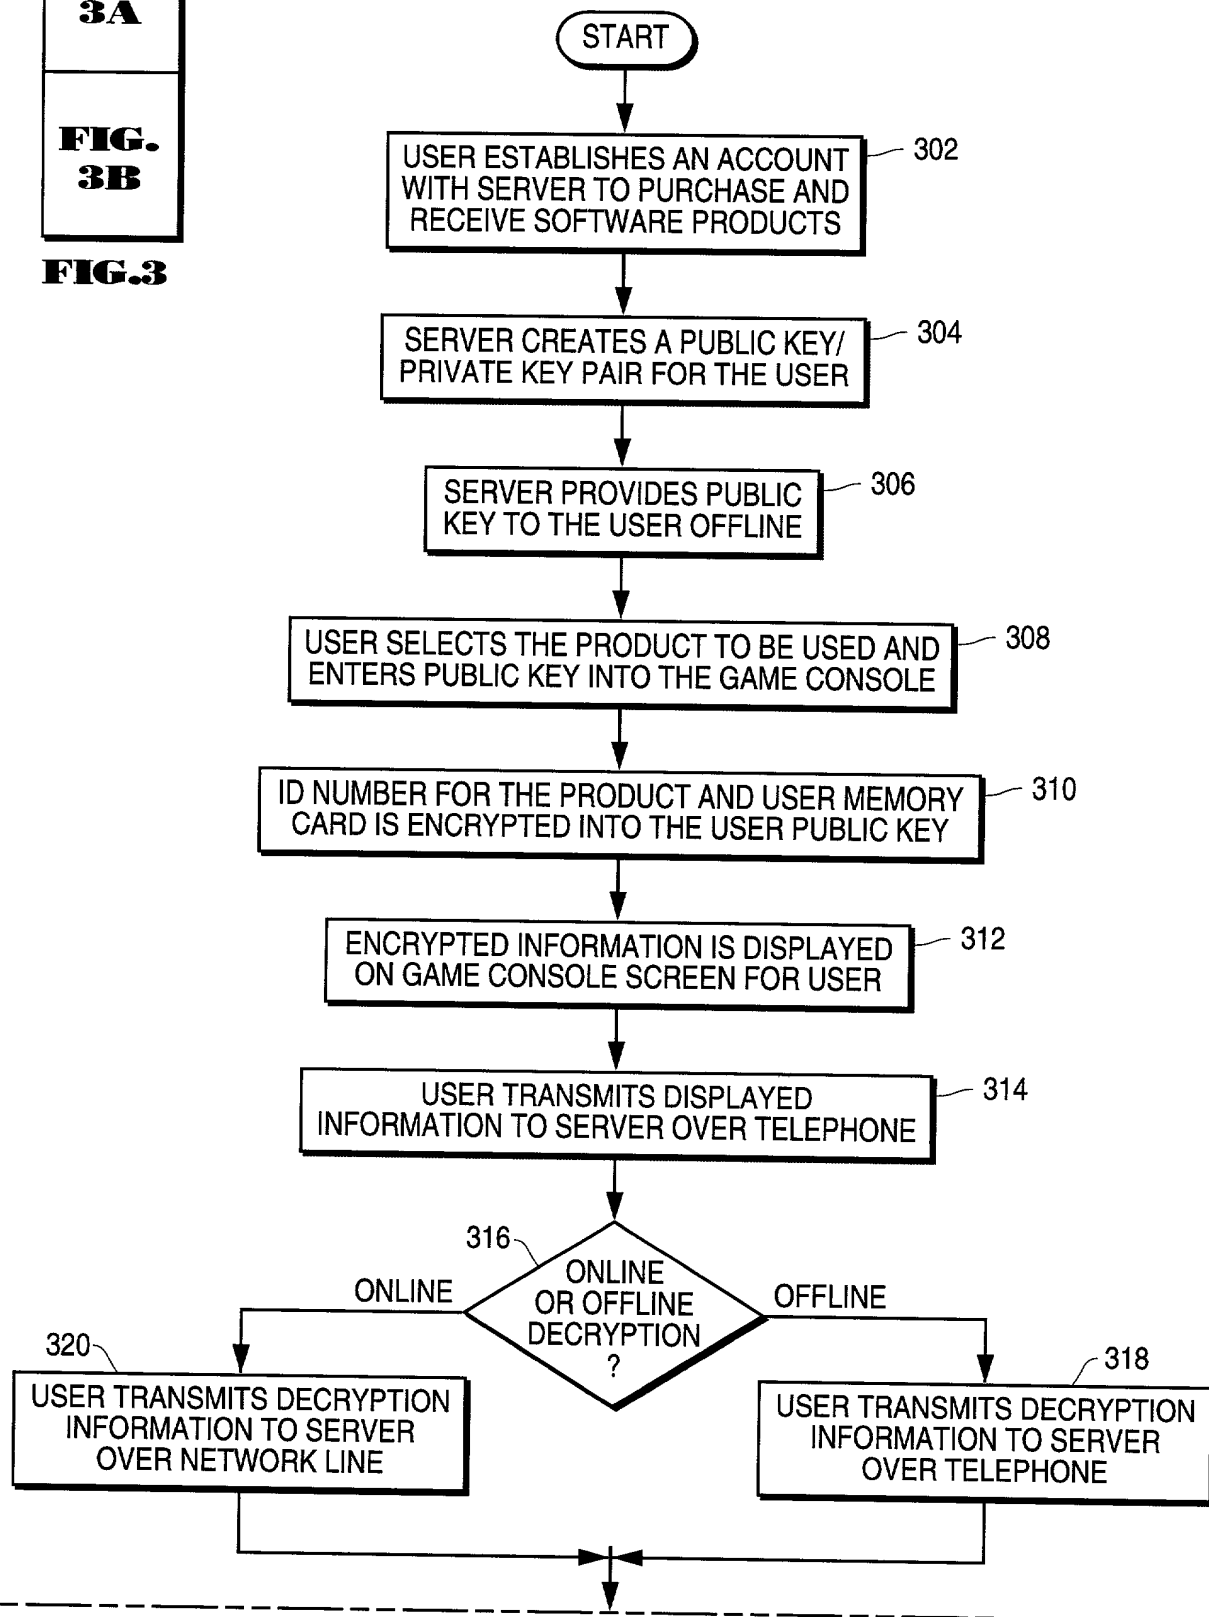 3A
FIG.
3B
FIG.3
START
302
USER ESTABLISHES AN ACCOUNT
WITH SERVER TO PURCHASE AND
RECEIVE SOFTWARE PRODUCTS
304
SERVER CREATES A PUBLIC KEY/
PRIVATE KEY PAIR FOR THE USER
306
SERVER PROVIDES PUBLIC
KEY TO THE USER OFFLINE
308
USER SELECTS THE PRODUCT TO BE USED AND
ENTERS PUBLIC KEY INTO THE GAME CONSOLE
310
ID NUMBER FOR THE PRODUCT AND USER MEMORY
CARD IS ENCRYPTED INTO THE USER PUBLIC KEY
312
ENCRYPTED INFORMATION IS DISPLAYED
ON GAME CONSOLE SCREEN FOR USER
314
USER TRANSMITS DISPLAYED
INFORMATION TO SERVER OVER TELEPHONE
316
ONLINE
OR OFFLINE
DECRYPTION
?
ONLINE
OFFLINE
320
USER TRANSMITS DECRYPTION
INFORMATION TO SERVER
OVER NETWORK LINE
318
USER TRANSMITS DECRYPTION
INFORMATION TO SERVER
OVER TELEPHONE